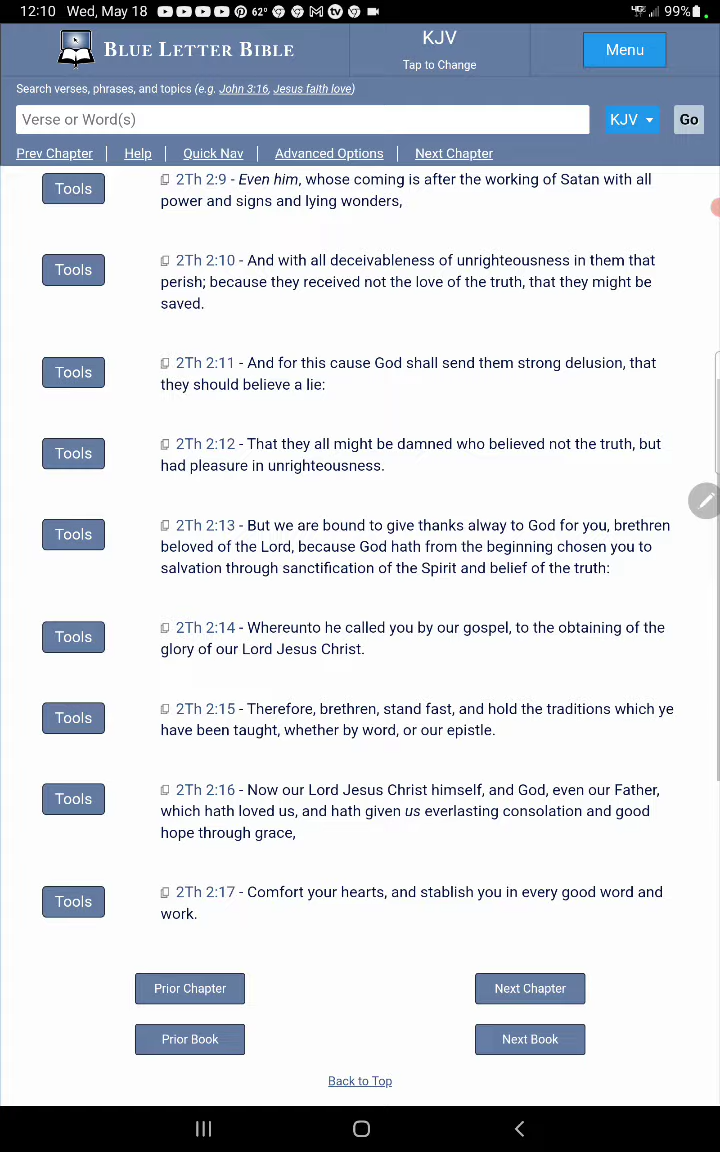 12:10 Wed, May 18 62° 99%
BLUE LETTER BIBLE
KJV
Tap to Change
Menu
Search verses, phrases, and topics (e.g. John 3:16, Jesus faith love)
Verse or Word(s)
KJV
Go
Prev Chapter | Help | Quick Nav | Advanced Options | Next Chapter
Tools
2Th 2:9 - Even him, whose coming is after the working of Satan with all
power and signs and lying wonders,
Tools
2Th 2:10 - And with all deceivableness of unrighteousness in them that
perish; because they received not the love of the truth, that they might be
saved.
Tools
2Th 2:11 - And for this cause God shall send them strong delusion, that
they should believe a lie:
Tools
2Th 2:12 - That they all might be damned who believed not the truth, but
had pleasure in unrighteousness.
Tools
2Th 2:13 - But we are bound to give thanks alway to God for you, brethren
beloved of the Lord, because God hath from the beginning chosen you to
salvation through sanctification of the Spirit and belief of the truth:
Tools
2Th 2:14 - Whereunto he called you by our gospel, to the obtaining of the
glory of our Lord Jesus Christ.
Tools
2Th 2:15 - Therefore, brethren, stand fast, and hold the traditions which ye
have been taught, whether by word, or our epistle.
Tools
2Th 2:16 - Now our Lord Jesus Christ himself, and God, even our Father,
which hath loved us, and hath given us everlasting consolation and good
hope through grace,
Tools
2Th 2:17 - Comfort your hearts, and stablish you in every good word and
work.
Prior Chapter
Next Chapter
Prior Book
Next Book
Back to Top